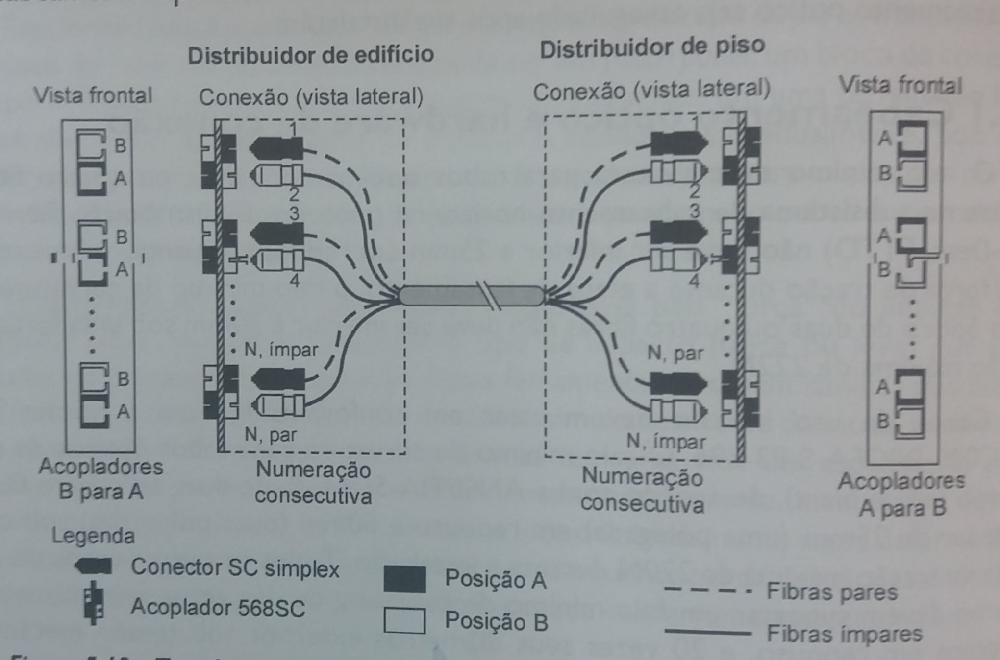 Distribuidor de edifício
Distribuidor de piso
Vista frontal
Conexão (vista lateral)
Conexão (vista lateral)
Vista frontal
B
A
B
A
B
A
1
2
3
4
N, ímpar
N, par
1
2
3
4
N, par
N, ímpar
A
B
A
B
A
B
Acopladores
B para A
Numeração
consecutiva
Numeração
consecutiva
Acopladores
A para B
Legenda
Conector SC simplex
Acoplador 568SC
Posição A
Posição B
Fibras pares
Fibras ímpares